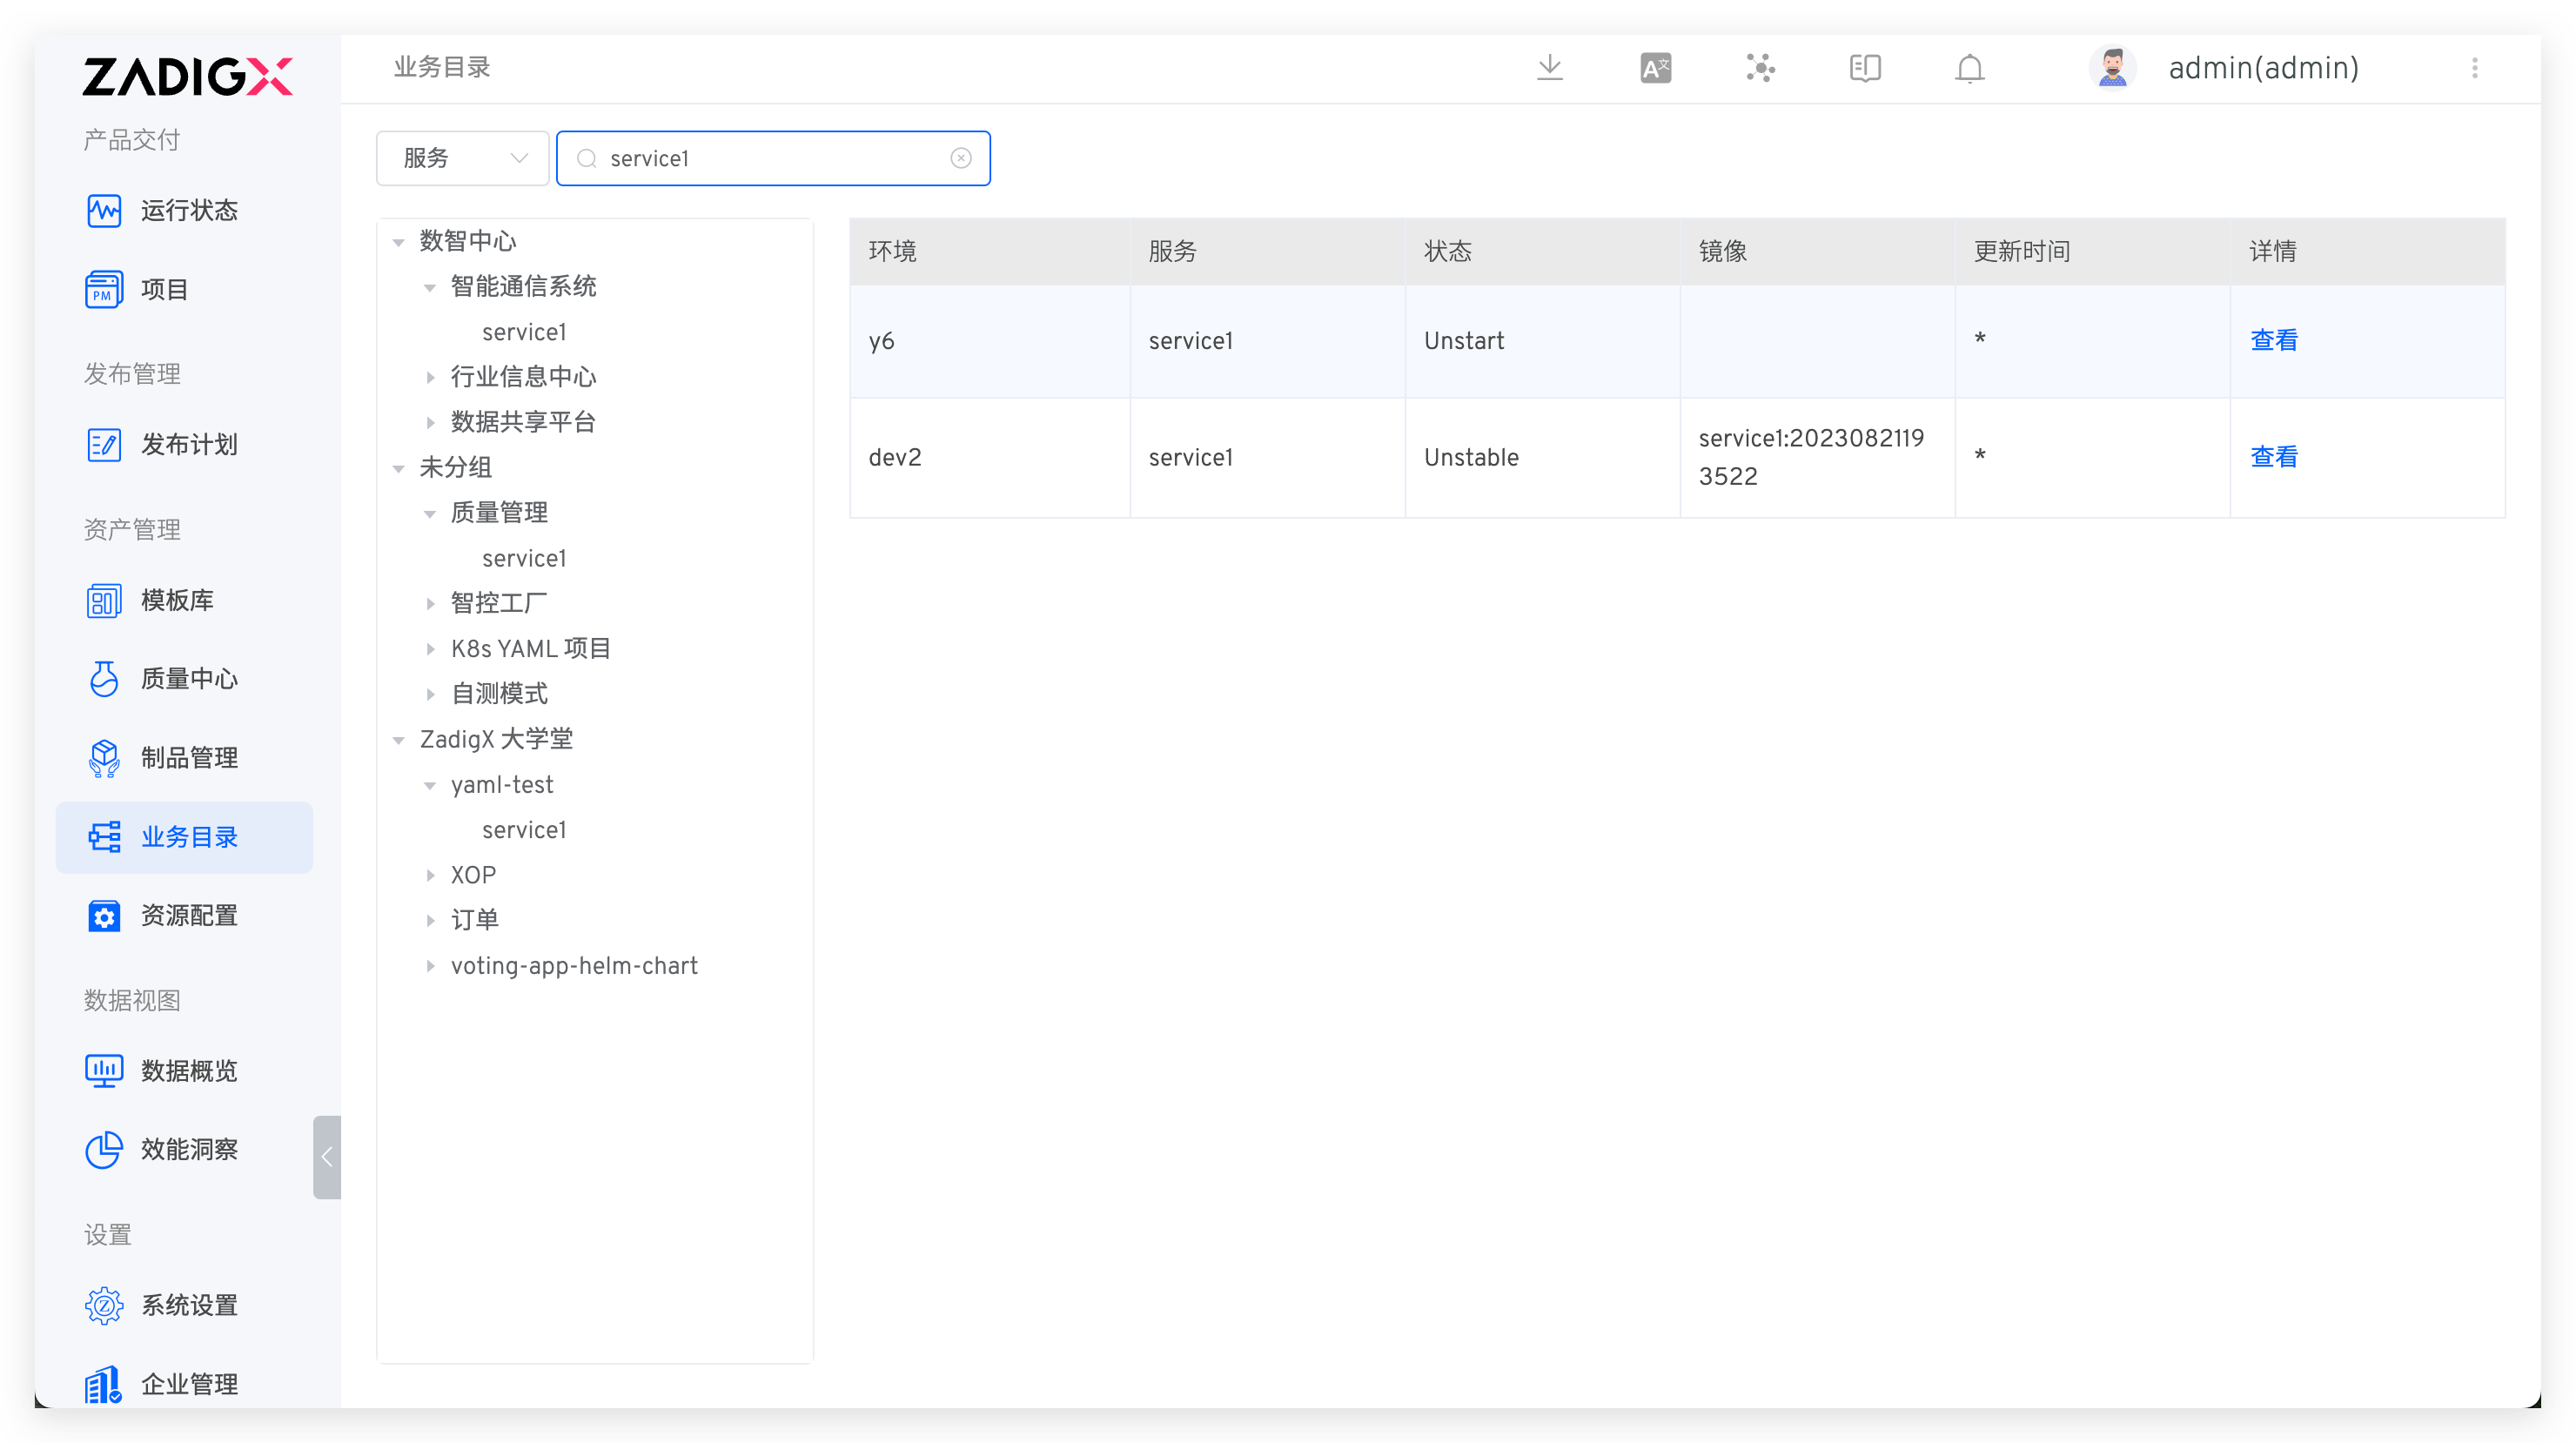 ZADIGX
产品交付
运行状态
PM
项目
发布管理
发布计划
资产管理
模板库
质量中心
制品管理
业务目录
资源配置
数据视图
数据概览
效能洞察
设置
Z
系统设置
企业管理
业务目录
A文
admin(admin)
服务
service1
数智中心
智能通信系统
service1
行业信息中心
数据共享平台
未分组
质量管理
service1
智控工厂
K8s YAML 项目
自测模式
ZadigX 大学堂
yaml-test
service1
XOP
订单
voting-app-helm-chart
环境 服务 状态 镜像 更新时间 详情
y6 service1 Unstart * 查看
dev2 service1 Unstable service1:2023082119
3522 * 查看